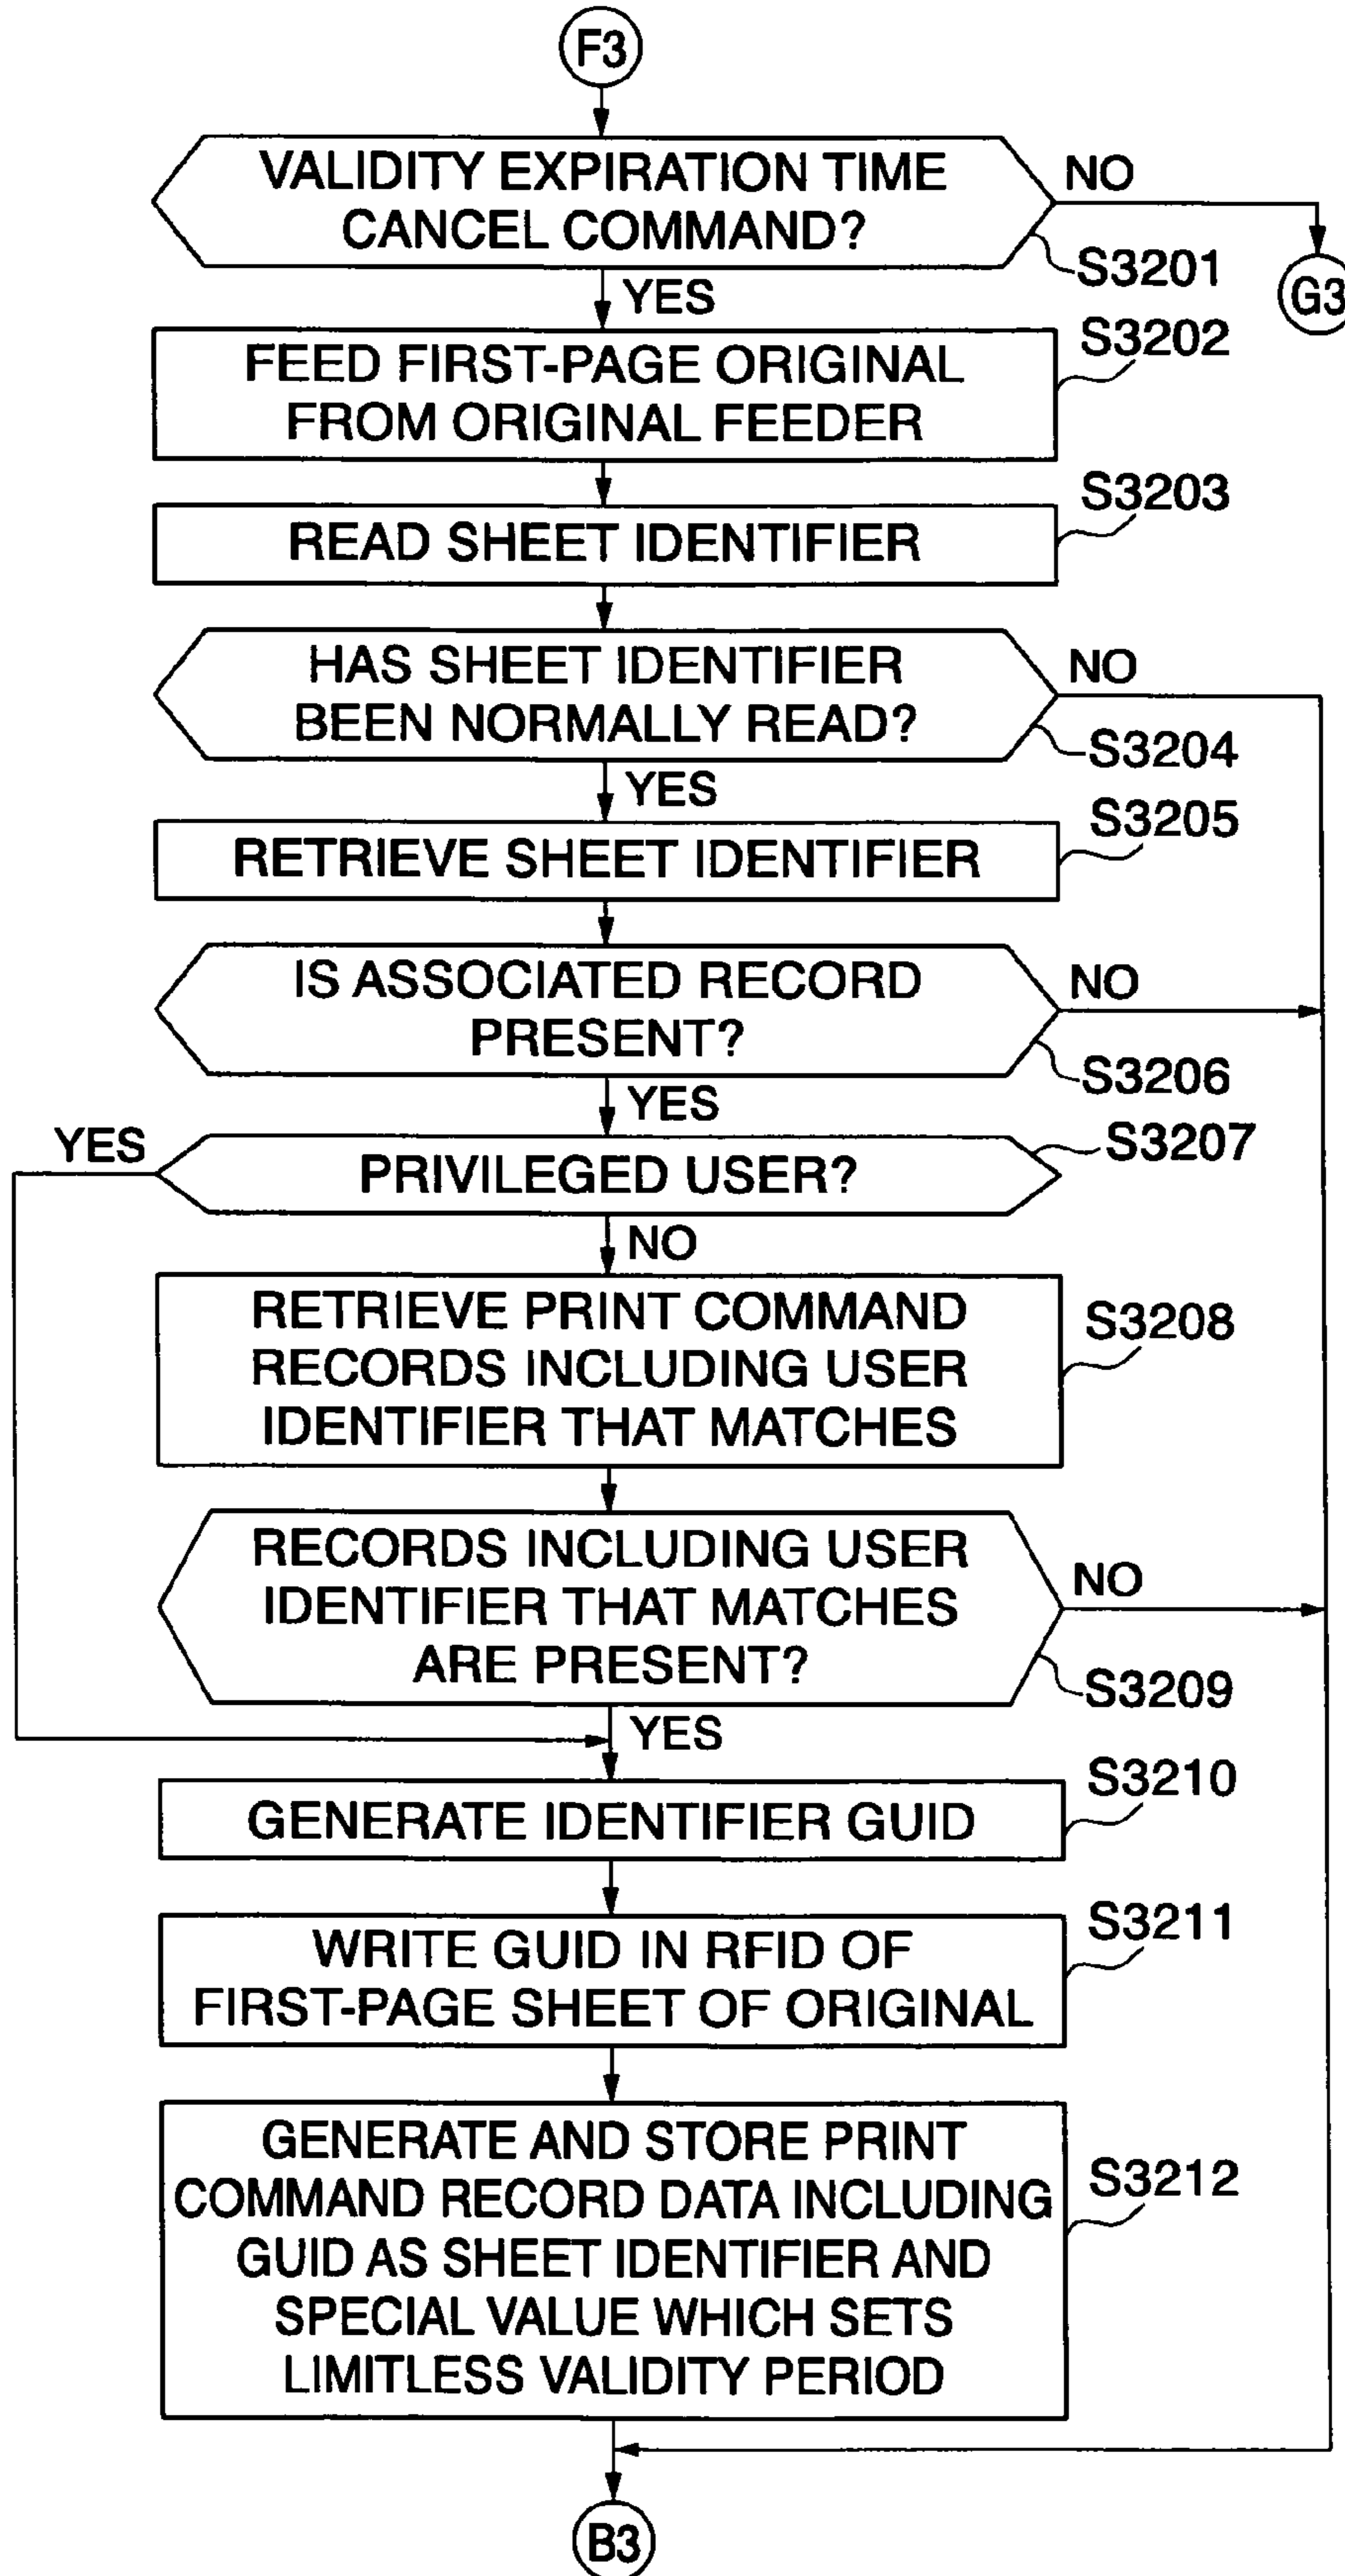 F3
VALIDITY EXPIRATION TIME
CANCEL COMMAND?
NO
S3201
G3
YES
FEED FIRST-PAGE ORIGINAL
FROM ORIGINAL FEEDER
S3202
READ SHEET IDENTIFIER
S3203
HAS SHEET IDENTIFIER
BEEN NORMALLY READ?
NO
S3204
YES
RETRIEVE SHEET IDENTIFIER
S3205
IS ASSOCIATED RECORD
PRESENT?
NO
S3206
YES
YES
PRIVILEGED USER?
S3207
NO
RETRIEVE PRINT COMMAND
RECORDS INCLUDING USER
IDENTIFIER THAT MATCHES
S3208
RECORDS INCLUDING USER
IDENTIFIER THAT MATCHES
ARE PRESENT?
NO
S3209
YES
GENERATE IDENTIFIER GUID
S3210
WRITE GUID IN RFID OF
FIRST-PAGE SHEET OF ORIGINAL
S3211
GENERATE AND STORE PRINT
COMMAND RECORD DATA INCLUDING
GUID AS SHEET IDENTIFIER AND
SPECIAL VALUE WHICH SETS
LIMITLESS VALIDITY PERIOD
S3212
B3